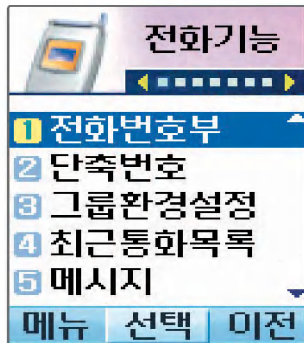 전화기능
1 전화번호부
2 단축번호
3 그룹환경설정
4 최근통화목록
5 메시지
메뉴 선택 이전